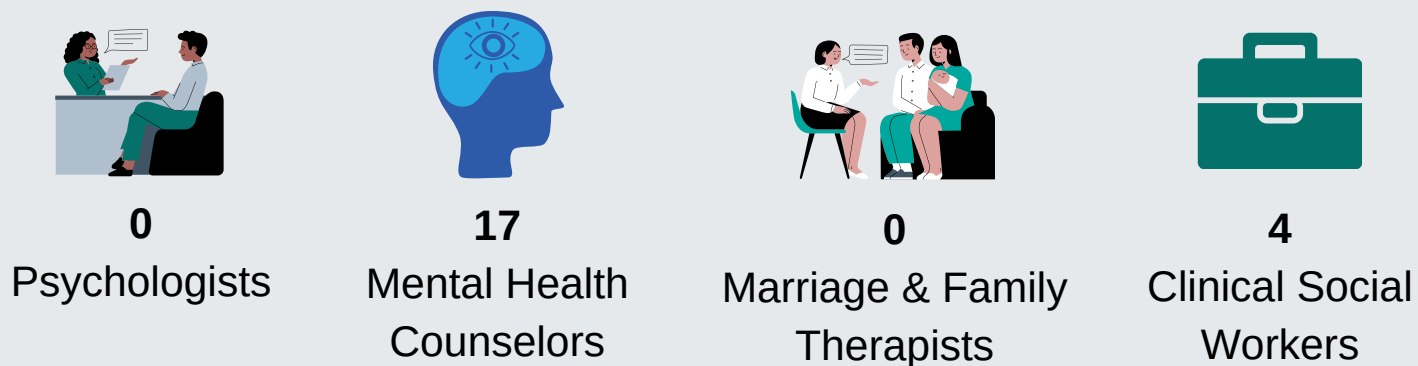 0
Psychologists
17
Mental Health
Counselors
0
Marriage & Family
Therapists
4
Clinical Social
Workers